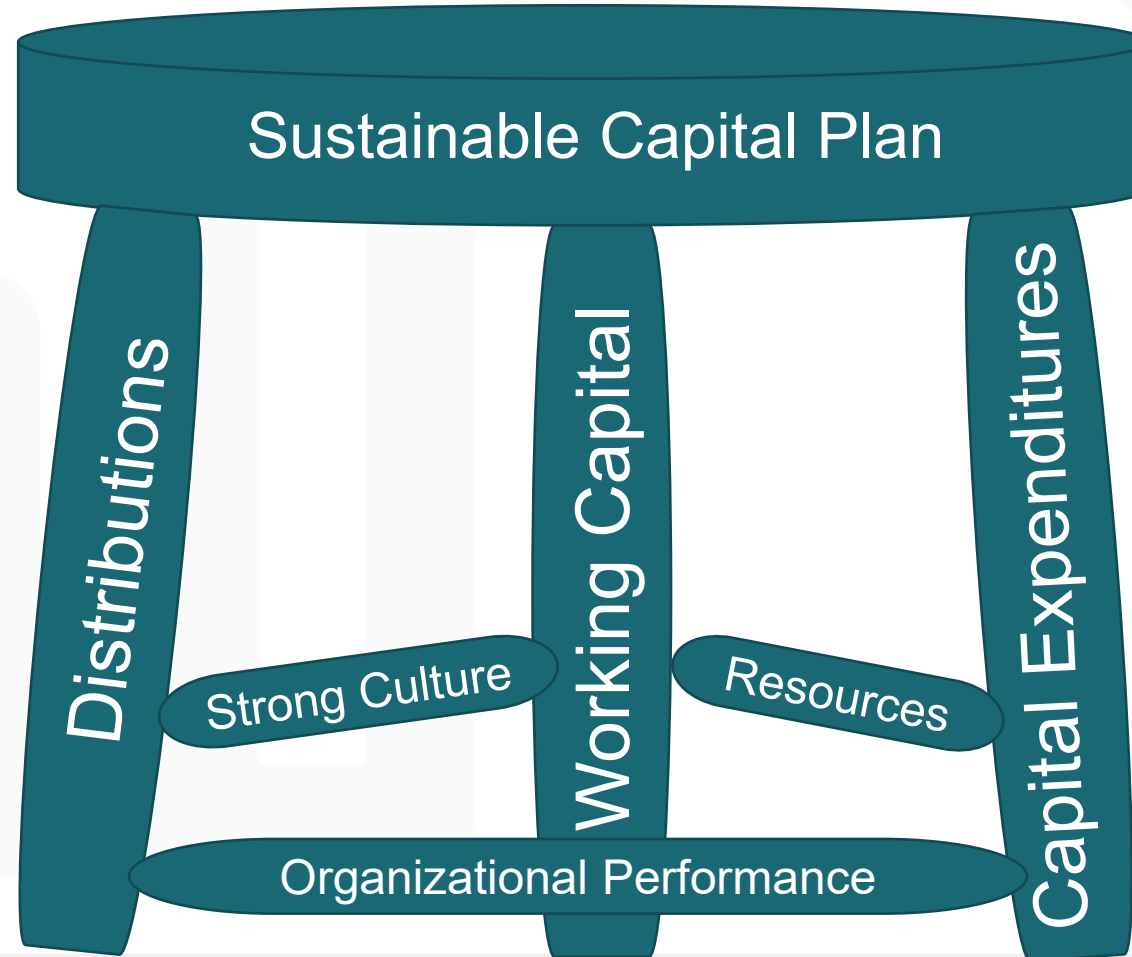 Sustainable Capital Plan
Distributions
Working Capital
Capital Expenditures
Strong Culture
Resources
Organizational Performance